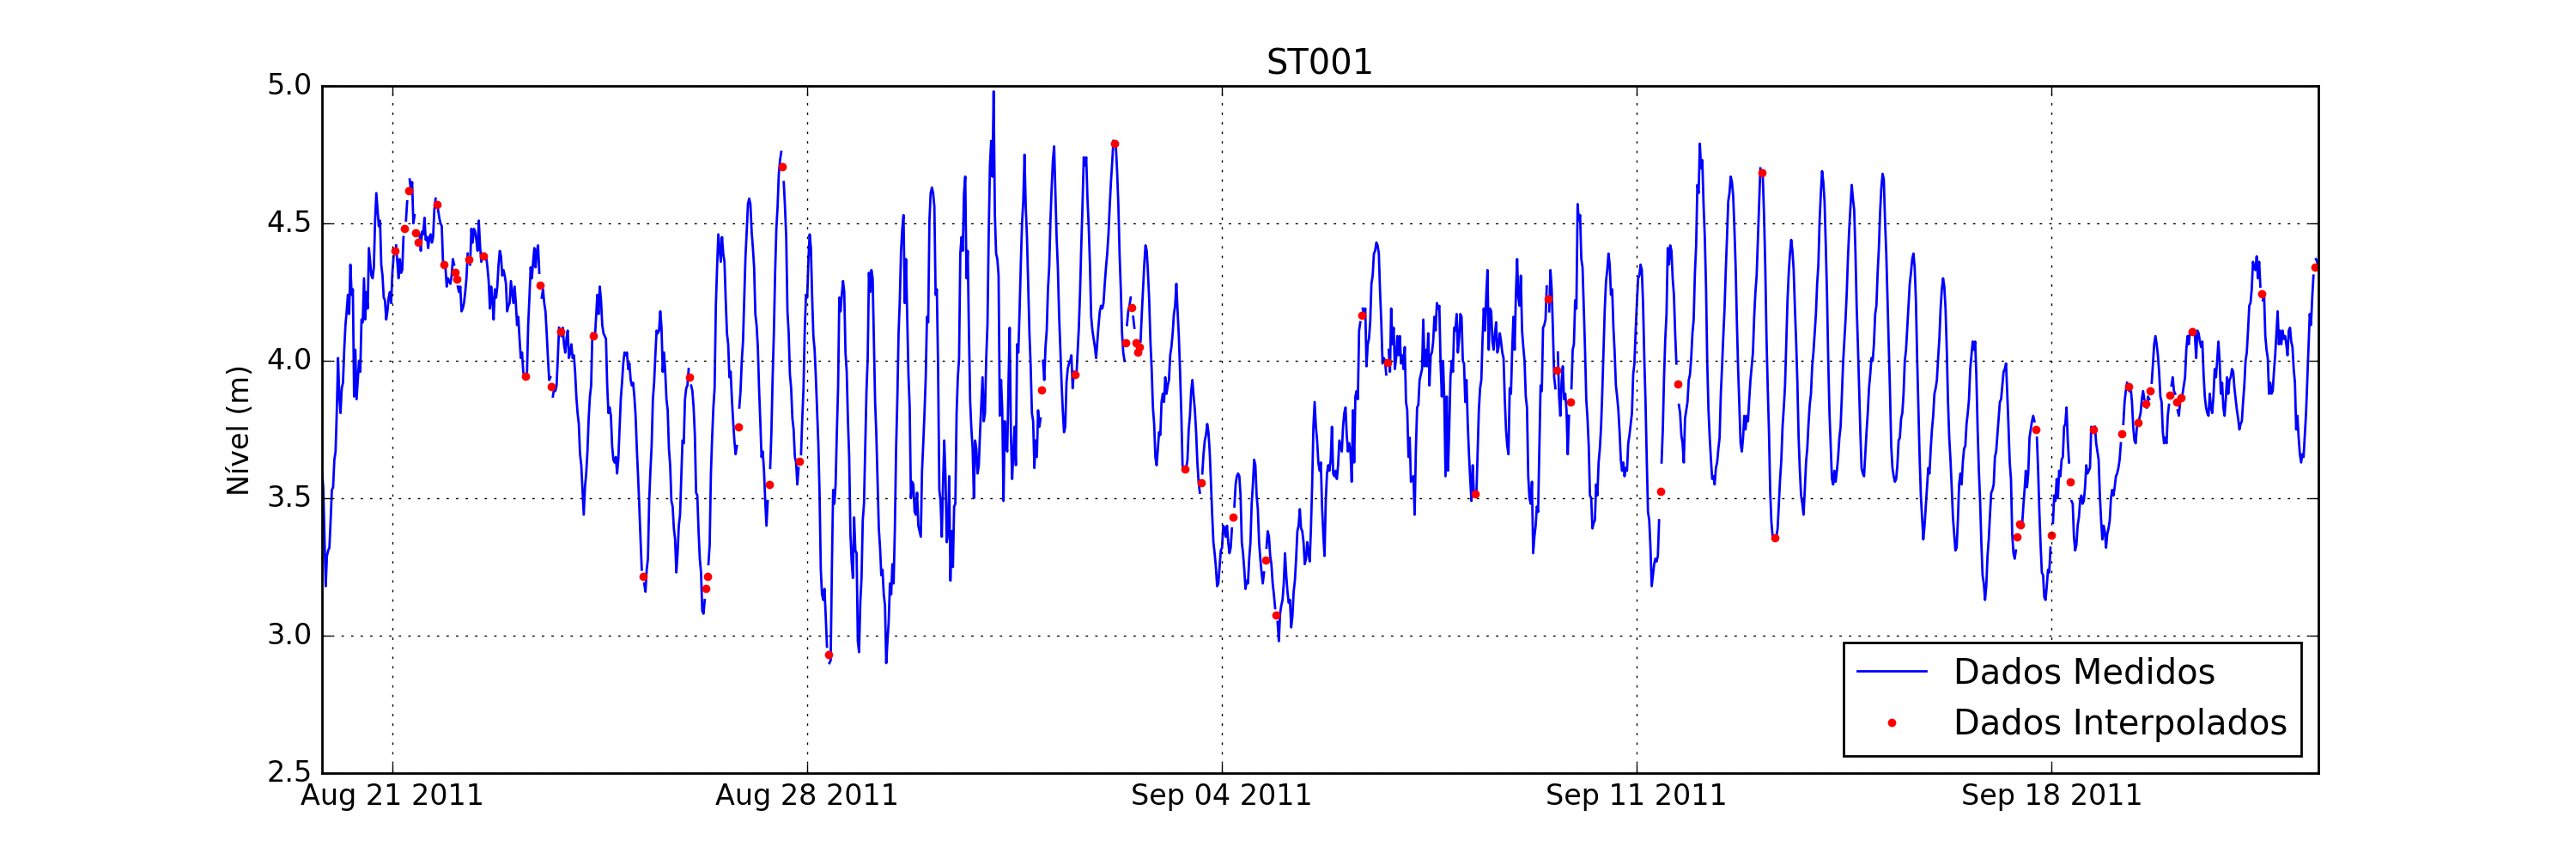 ST001
Nível (m)
5.0
4.5
4.0
3.5
3.0
2.5
Aug 21 2011
Aug 28 2011
Sep 04 2011
Sep 11 2011
Sep 18 2011
Dados Medidos
Dados Interpolados